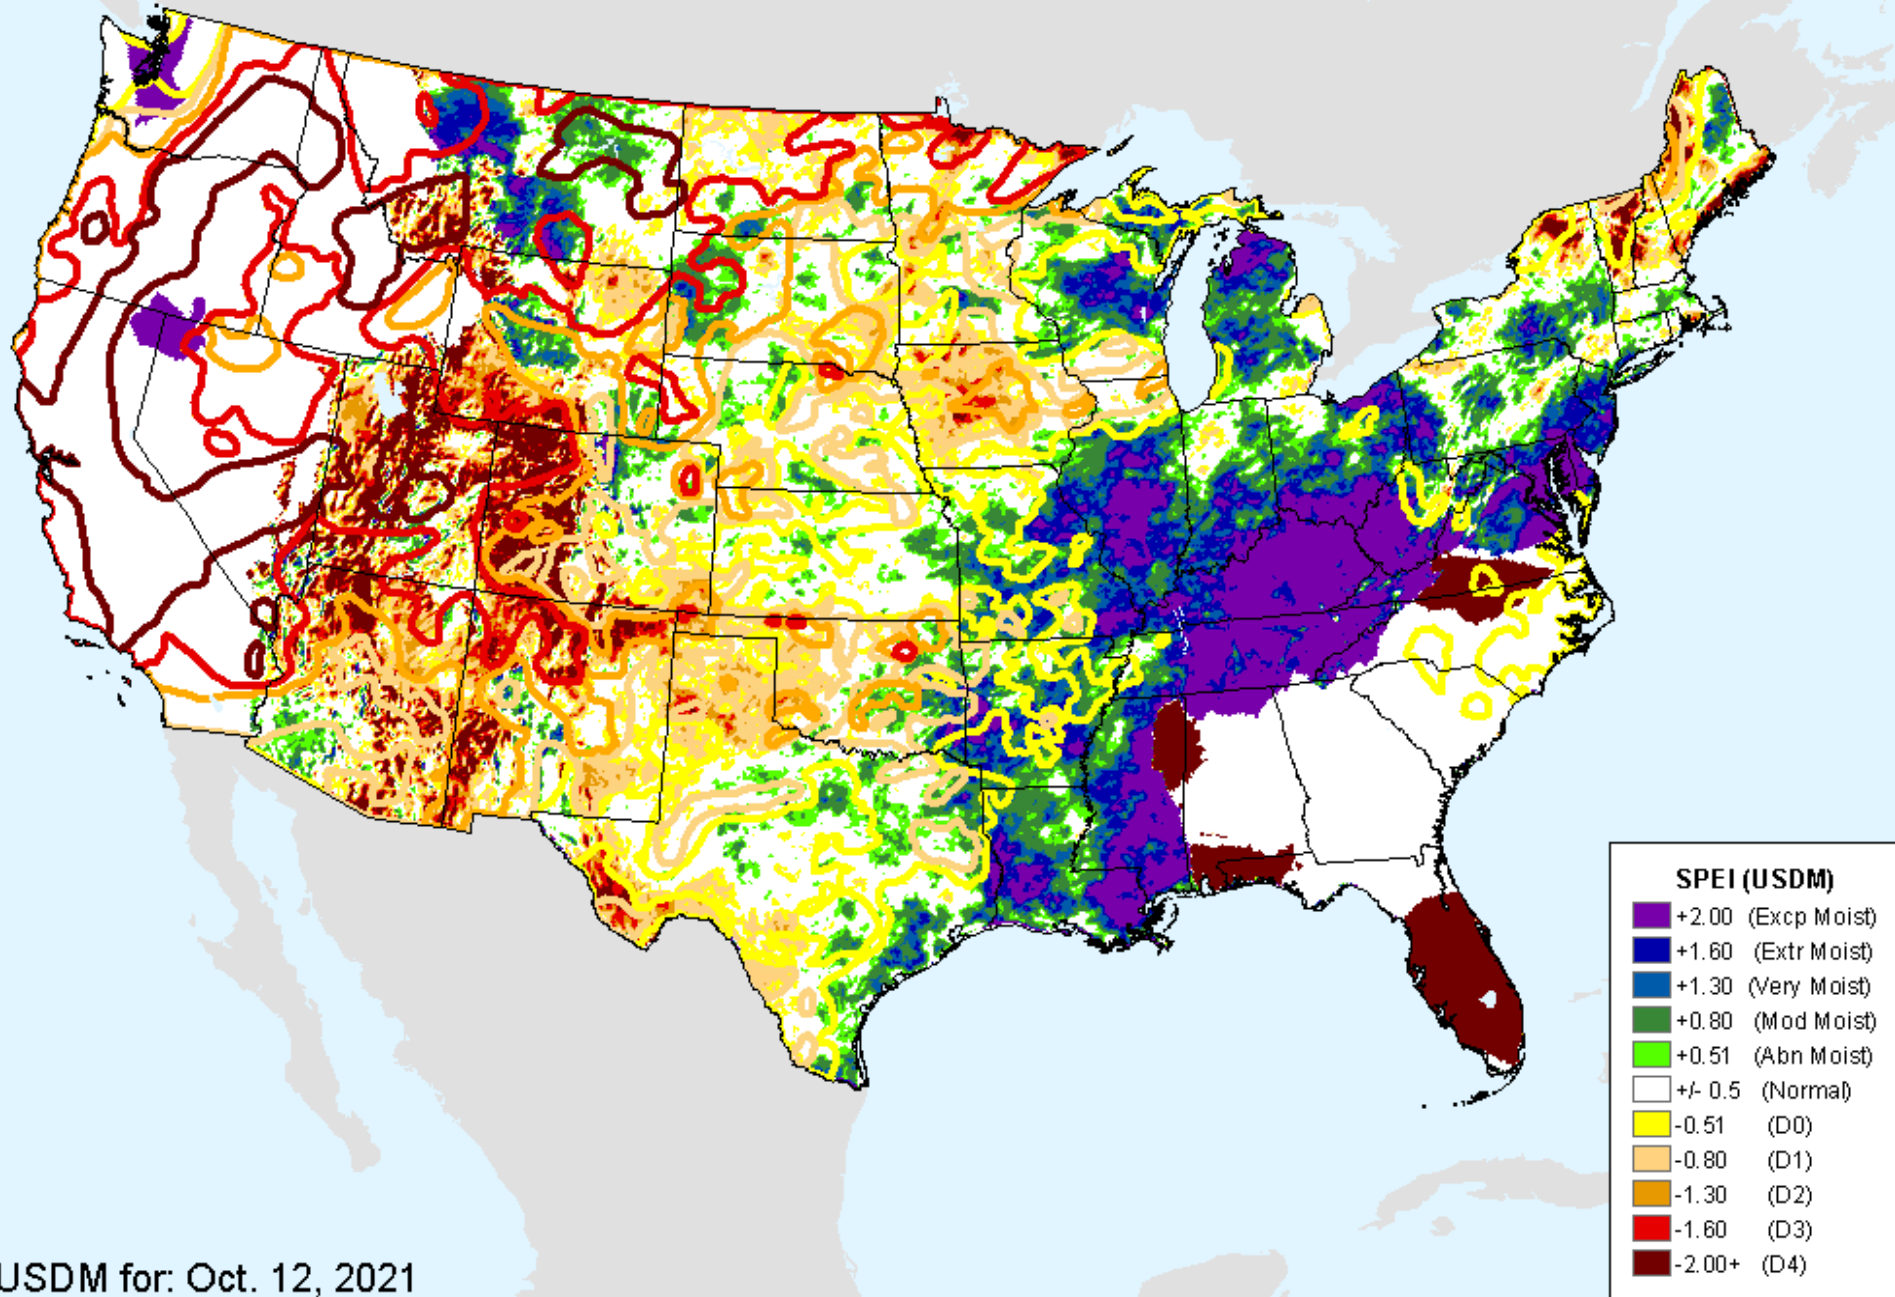 SPEI (USDM)
+2.00 (Excp Moist)
+1.60 (Extr Moist)
+1.30 (Very Moist)
+0.80 (Mod Moist)
+0.51 (Abn Moist)
+/- 0.5 (Normal)
-0.51 (D0)
-0.80 (D1)
-1.30 (D2)
-1.60 (D3)
-2.00+ (D4)
USDM for: Oct. 12, 2021